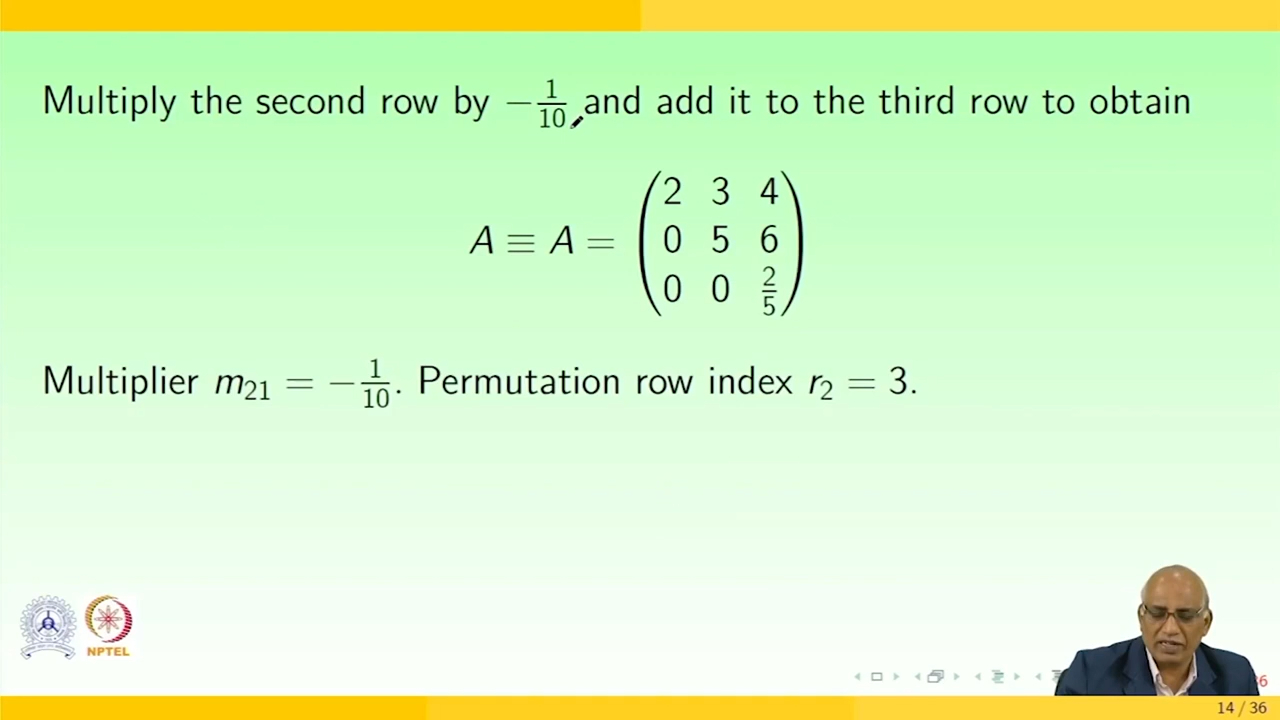 Multiply the second row by −1/10 and add it to the third row to obtain
A ≡ A = (2 3 4
0 5 6
0 0 2/5)
Multiplier m₂₁ = −1/10. Permutation row index r₂ = 3.
NPTEL
14 / 36